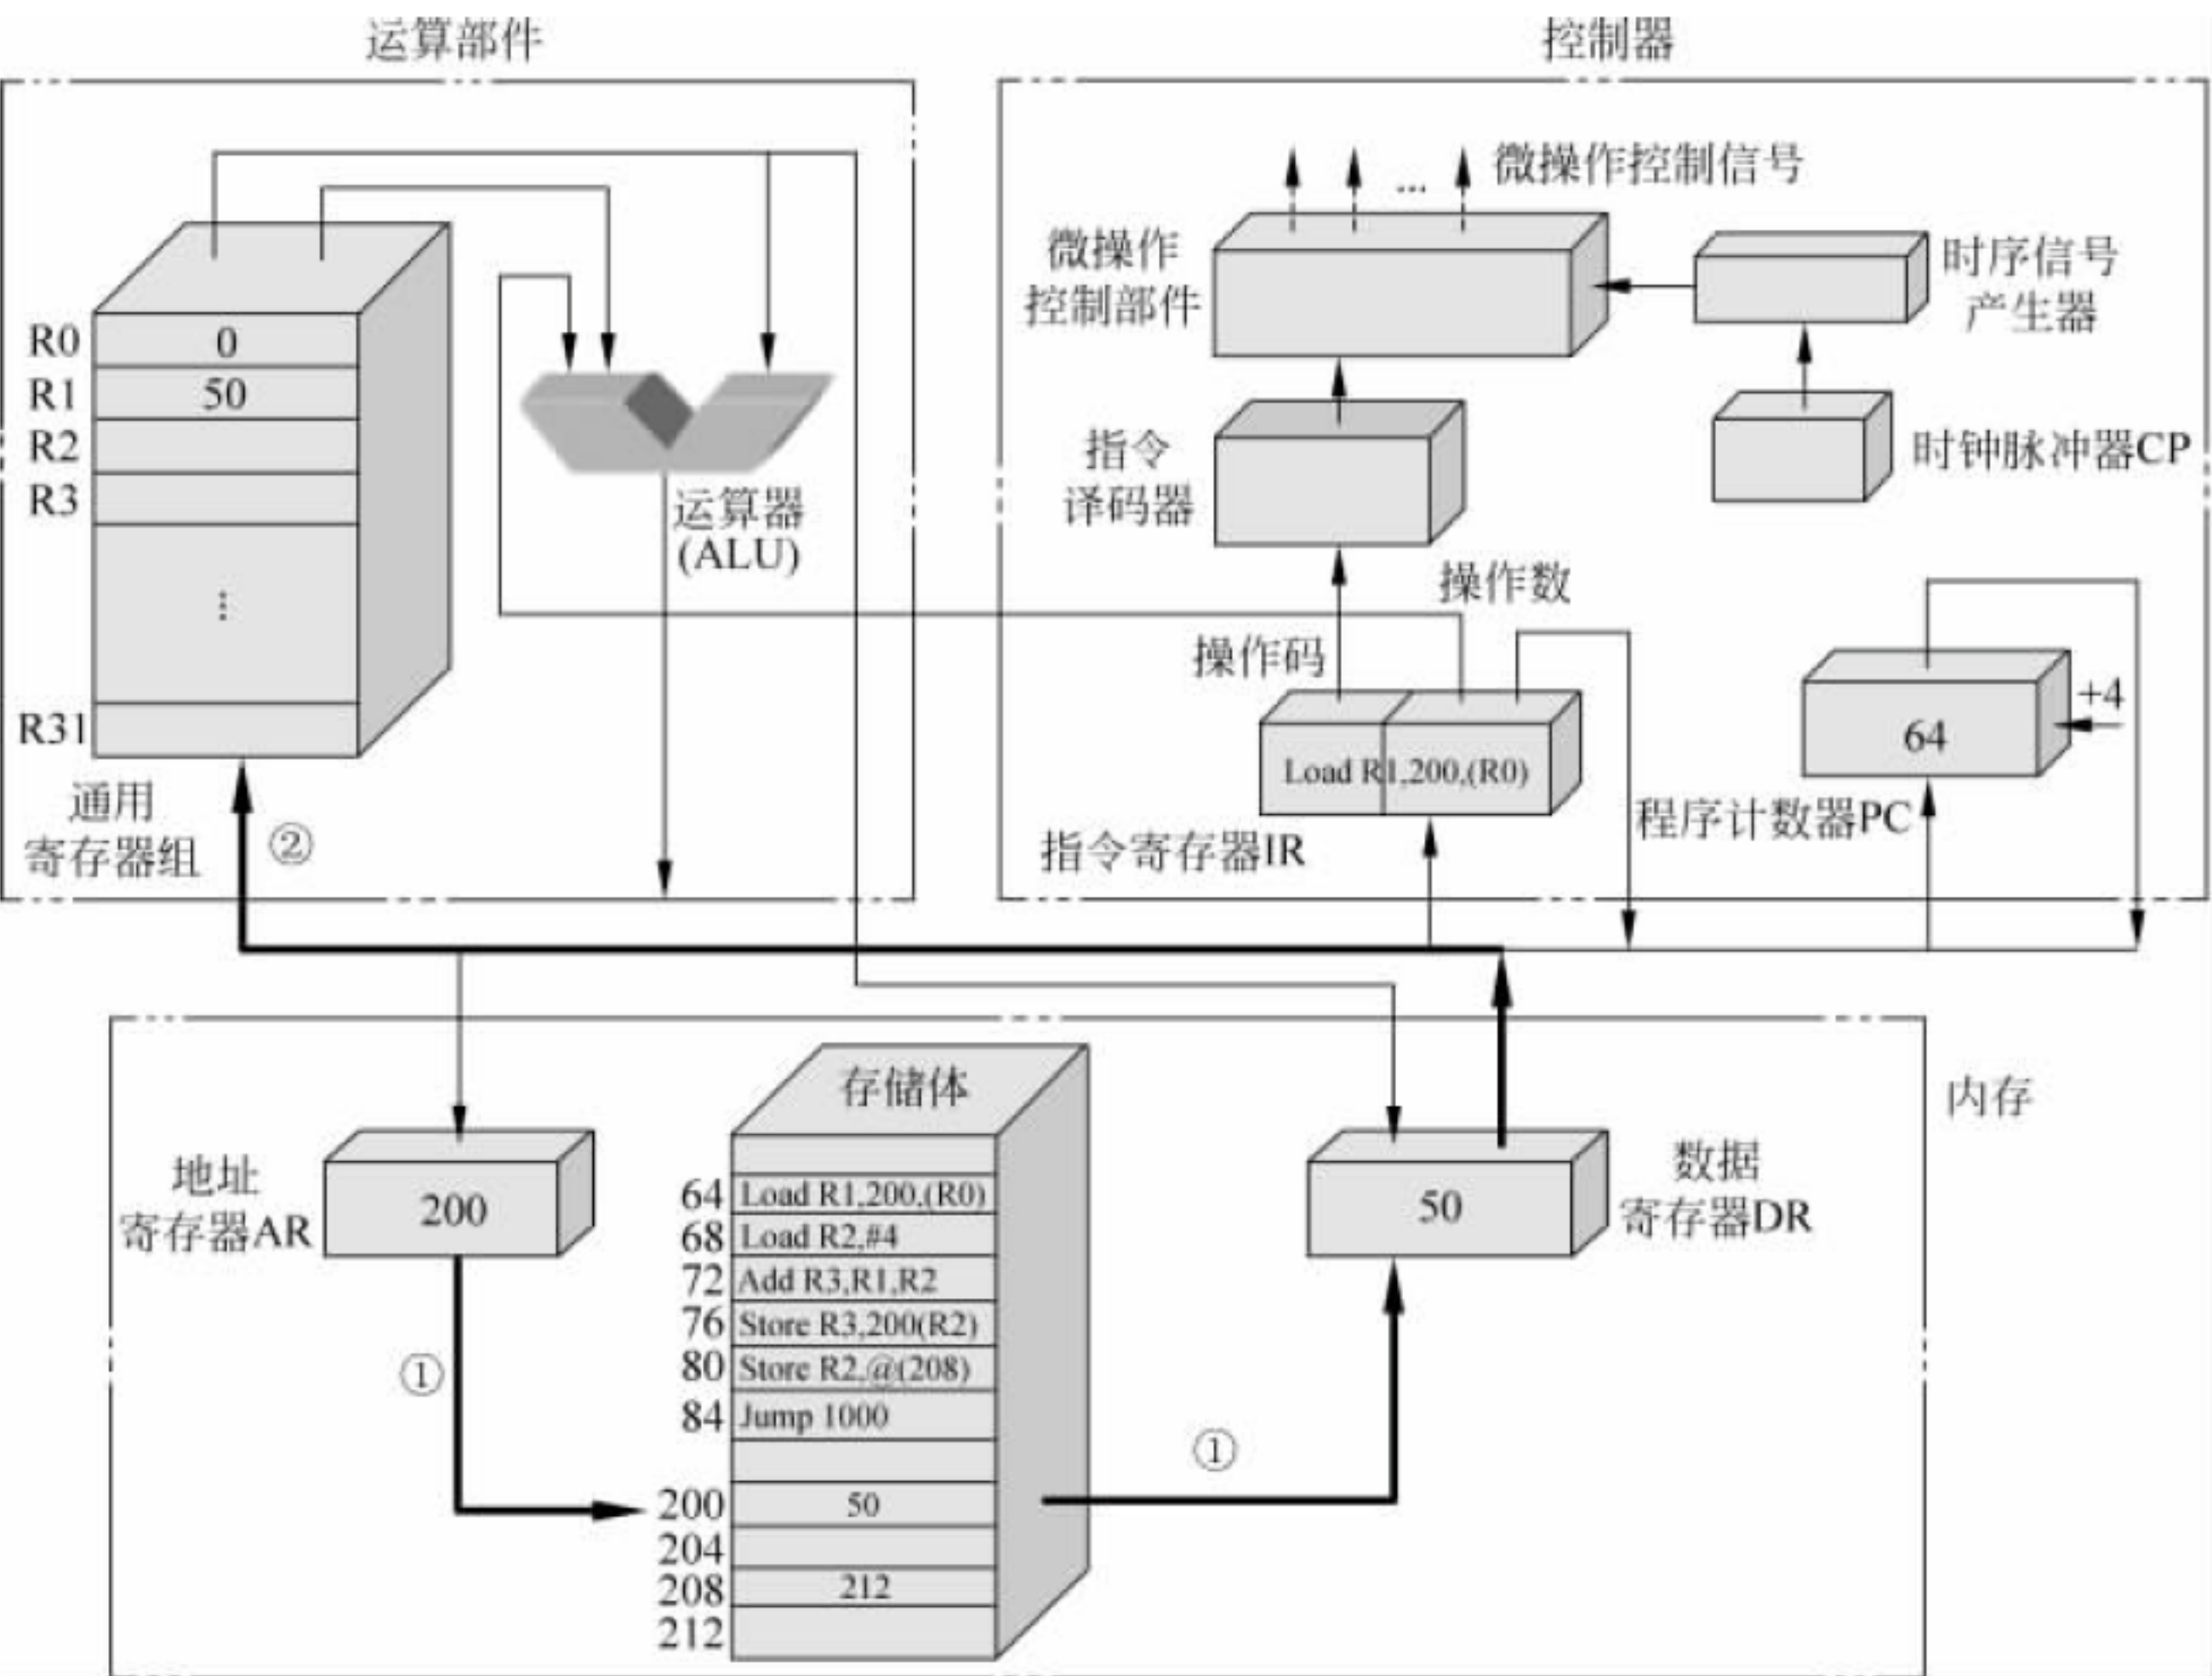 运算部件
控制器
微操作控制信号
...
微操作
控制部件
时序信号
产生器
R0
0
R1
50
R2
R3
⋮
R31
运算器
(ALU)
指令
译码器
时钟脉冲器CP
操作数
操作码
Load R1,200,(R0)
+4
64
通用
寄存器组
②
指令寄存器IR
程序计数器PC
存储体
内存
地址
寄存器AR
200
数据
寄存器DR
50
64 Load R1,200,(R0)
68 Load R2,#4
72 Add R3,R1,R2
76 Store R3,200(R2)
80 Store R2,@(208)
84 Jump 1000
①
①
200 50
204
208 212
212